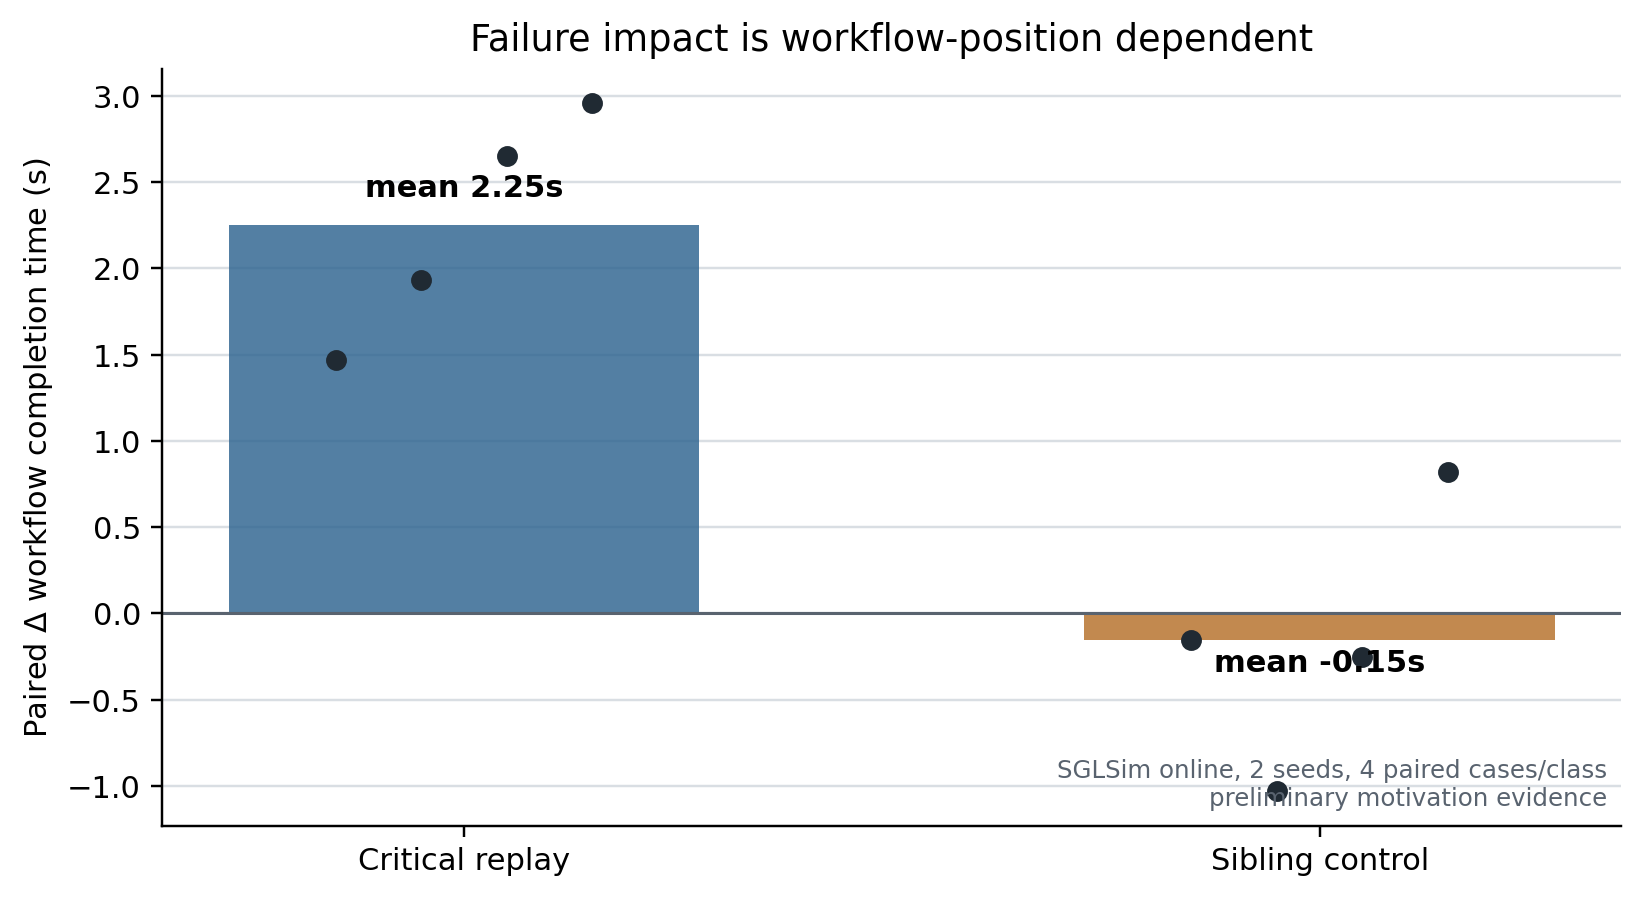 Failure impact is workflow-position dependent
Paired Δ workflow completion time (s)
3.0
2.5
2.0
1.5
1.0
0.5
0.0
−0.5
−1.0
mean 2.25s
mean -0.15s
SGLSim online, 2 seeds, 4 paired cases/class
preliminary motivation evidence
Critical replay
Sibling control